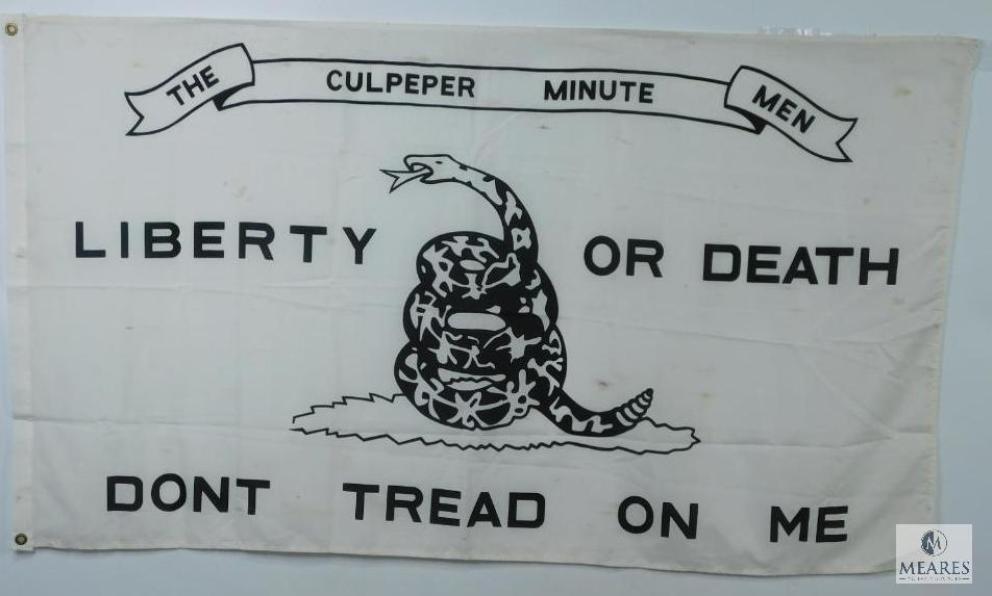 THE CULPEPER MINUTE MEN
LIBERTY OR DEATH
DONT TREAD ON ME
M
MEARES